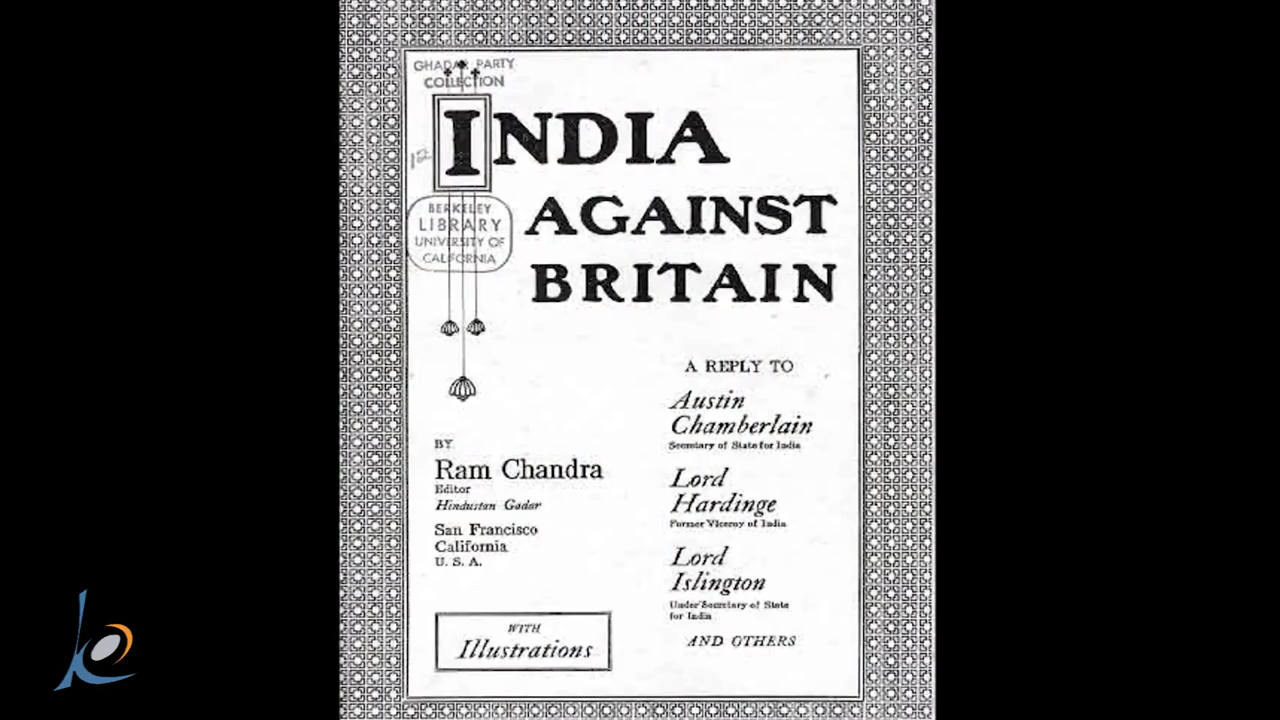 GHADAR PARTY
COLLECTION
INDIA
12
AGAINST
BERKELEY
LIBRARY
UNIVERSITY OF
CALIFORNIA
BRITAIN
A REPLY TO
Austin
Chamberlain
Secretary of State for India
BY
Ram Chandra
Editor
Hindustan Gadar
San Francisco
California
U. S. A.
Lord
Hardinge
Former Viceroy of India
Lord
Islington
Under Secretary of State
for India
AND OTHERS
WITH
Illustrations